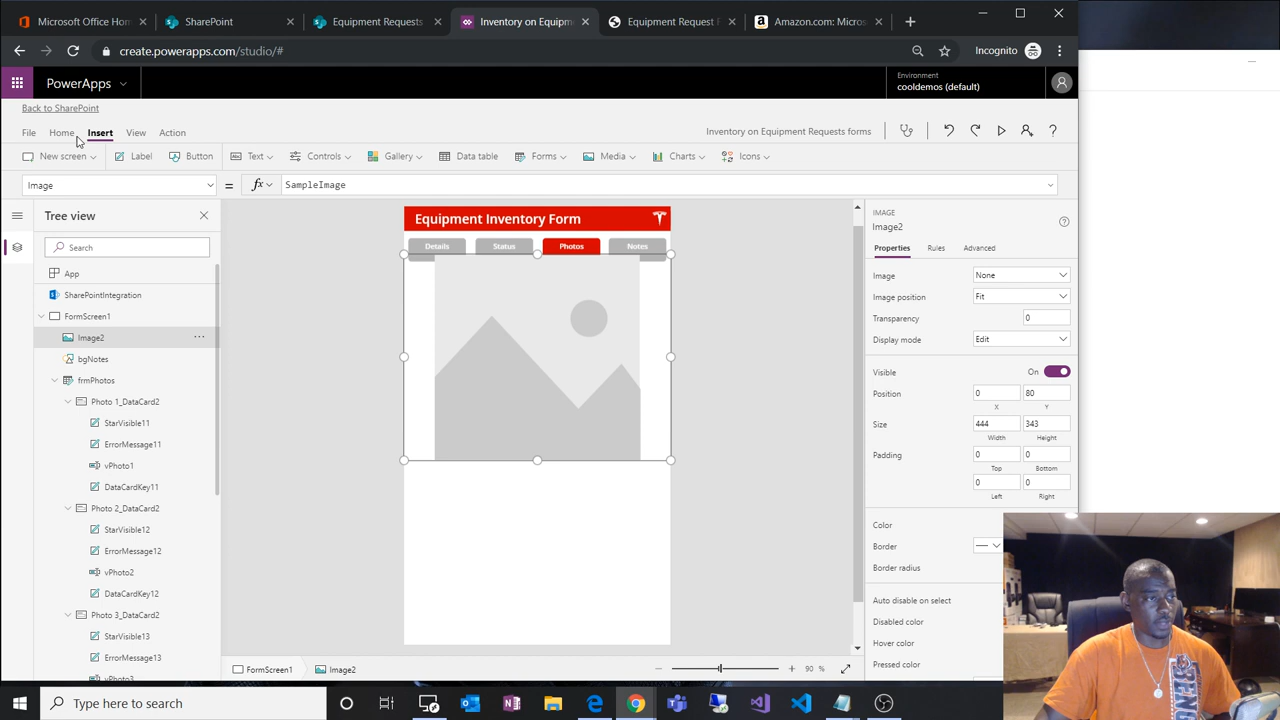 Microsoft Office Hom
SharePoint
Equipment Requests
Inventory on Equipm
Equipment Request F
Amazon.com: Micros
create.powerapps.com/studio/#
Incognito
PowerApps
Environment
cooldemos (default)
Back to SharePoint
File
Home
Insert
View
Action
Inventory on Equipment Requests forms
New screen
Label
Button
Text
Controls
Gallery
Data table
Forms
Media
Charts
Icons
Image
=
fx
SampleImage
Tree view
Search
App
SharePointIntegration
FormScreen1
Image2
bgNotes
frmPhotos
Photo 1_DataCard2
StarVisible11
ErrorMessage11
vPhoto1
DataCardKey11
Photo 2_DataCard2
StarVisible12
ErrorMessage12
vPhoto2
DataCardKey12
Photo 3_DataCard2
StarVisible13
ErrorMessage13
vPhoto3
Equipment Inventory Form
Details
Status
Photos
Notes
FormScreen1
Image2
90 %
IMAGE
Image2
Properties
Rules
Advanced
Image
None
Image position
Fit
Transparency
0
Display mode
Edit
Visible
On
Position
0
80
X
Y
Size
444
343
Width
Height
Padding
0
0
Top
Bottom
0
0
Left
Right
Color
Border
Border radius
Auto disable on select
Disabled color
Hover color
Pressed color
Type here to search